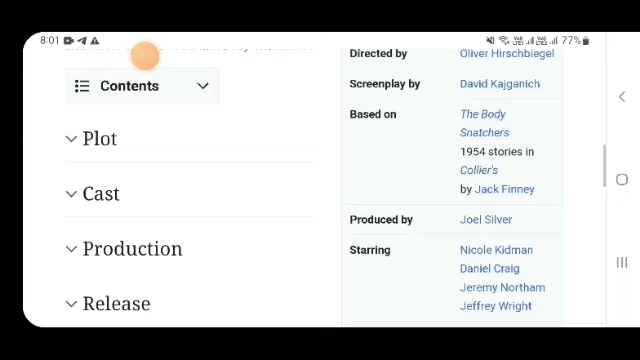 8:01 77%
Directed by Oliver Hirschbiegel
Contents
Screenplay by David Kajganich
Based on The Body
Snatchers
1954 stories in
Collier's
by Jack Finney
Plot
Cast
Produced by Joel Silver
Production
Starring Nicole Kidman
Daniel Craig
Jeremy Northam
Jeffrey Wright
Release